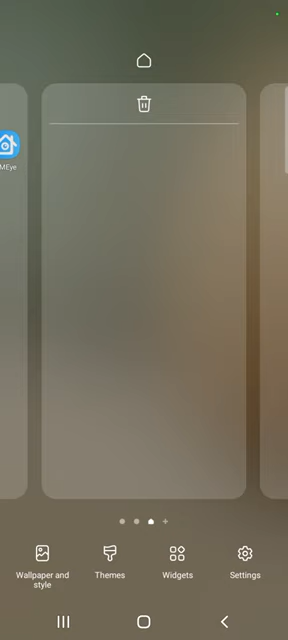 MEye
Wallpaper and
style
Themes
Widgets
Settings